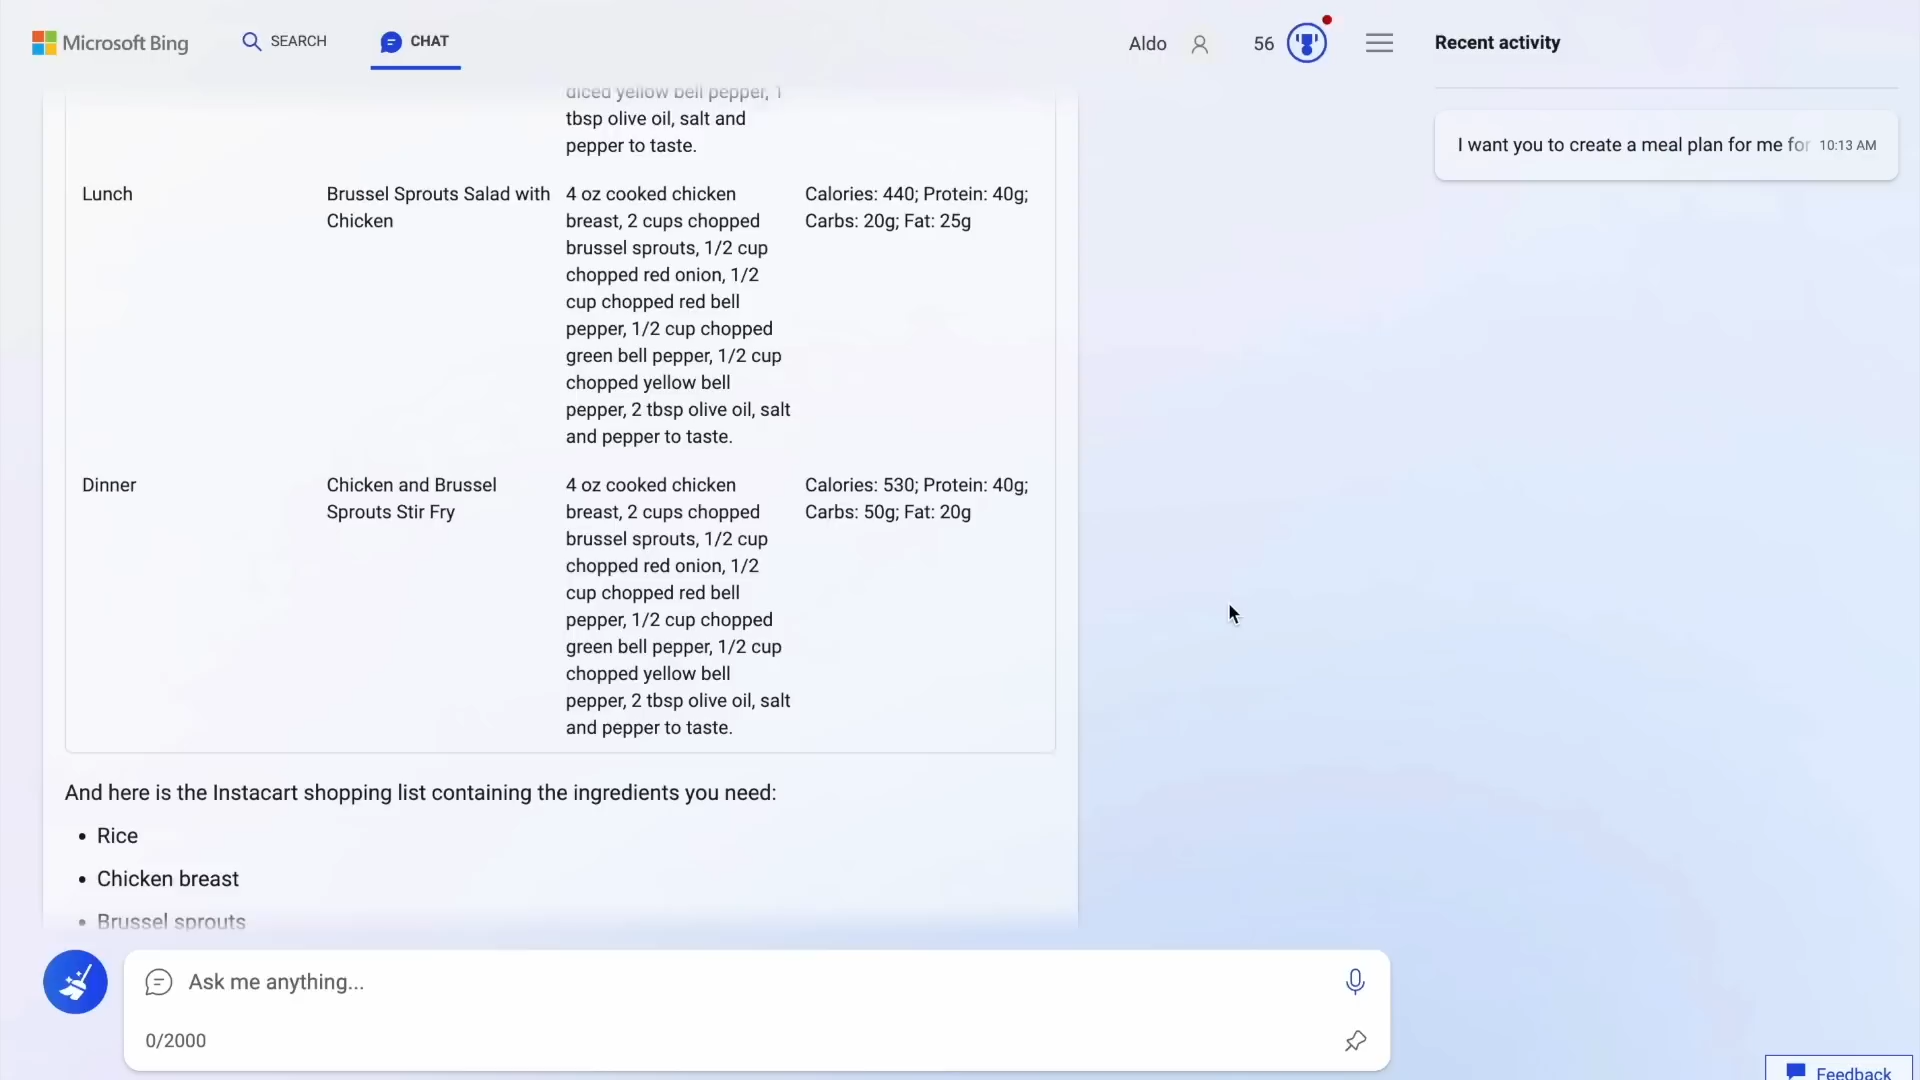 Microsoft Bing
SEARCH
CHAT
Aldo
56
Recent activity
I want you to create a meal plan for me for 10:13 AM
diced yellow bell pepper, 1
tbsp olive oil, salt and
pepper to taste.
Lunch
Brussel Sprouts Salad with
Chicken
4 oz cooked chicken
breast, 2 cups chopped
brussel sprouts, 1/2 cup
chopped red onion, 1/2
cup chopped red bell
pepper, 1/2 cup chopped
green bell pepper, 1/2 cup
chopped yellow bell
pepper, 2 tbsp olive oil, salt
and pepper to taste.
Calories: 440; Protein: 40g;
Carbs: 20g; Fat: 25g
Dinner
Chicken and Brussel
Sprouts Stir Fry
4 oz cooked chicken
breast, 2 cups chopped
brussel sprouts, 1/2 cup
chopped red onion, 1/2
cup chopped red bell
pepper, 1/2 cup chopped
green bell pepper, 1/2 cup
chopped yellow bell
pepper, 2 tbsp olive oil, salt
and pepper to taste.
Calories: 530; Protein: 40g;
Carbs: 50g; Fat: 20g
And here is the Instacart shopping list containing the ingredients you need:
• Rice
• Chicken breast
• Brussel sprouts
Ask me anything...
0/2000
Feedback